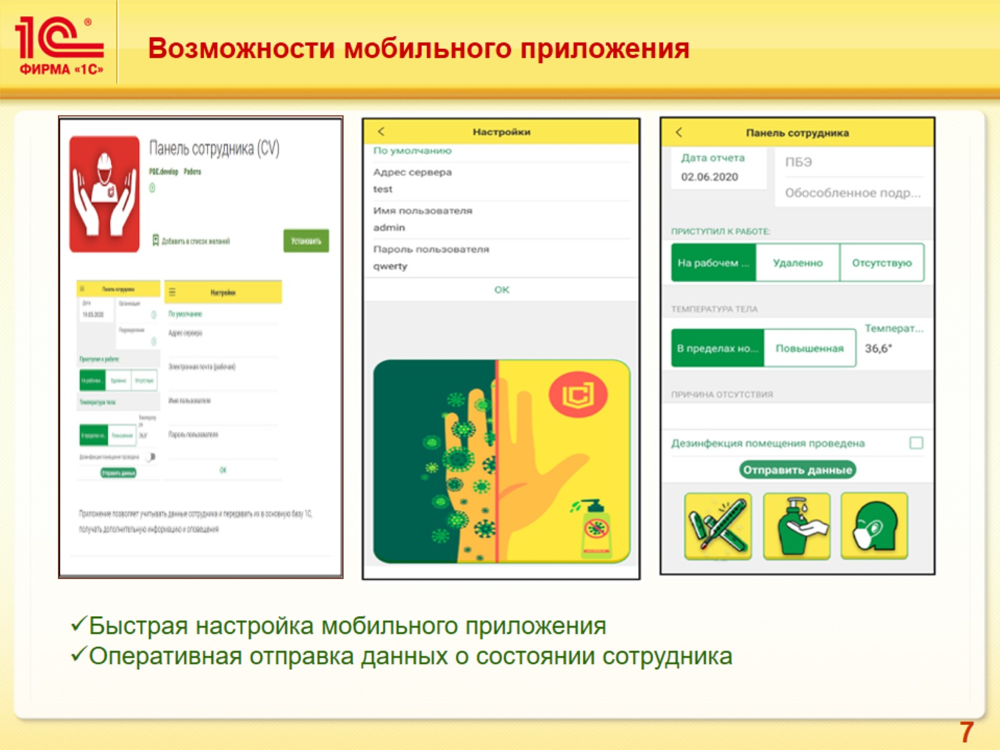 1С®
ФИРМА «1С»
Возможности мобильного приложения
Панель сотрудника (CV)
Работа
Добавить в список желаний
Установить
Панель сотрудника
Дата
19.05.2020
Организация
Подразделение
Приступил к работе:
На рабочем ...
Удаленно
Отсутствую
Температура тела:
В пределах но...
Повышенная
36,6°
Дезинфекция помещения проведена
Отправить данные
Настройки
По умолчанию
Адрес сервера
Электронная почта (рабочая)
Имя пользователя
Пароль пользователя
ОК
Приложение позволяет учитывать данные сотрудника и передавать их в основную базу 1С,
получать дополнительную информацию и оповещения
Настройки
По умолчанию
Адрес сервера
test
Имя пользователя
admin
Пароль пользователя
qwerty
ОК
Панель сотрудника
Дата отчета
02.06.2020
ПБЭ
Обособленное подр...
ПРИСТУПИЛ К РАБОТЕ:
На рабочем ...
Удаленно
Отсутствую
ТЕМПЕРАТУРА ТЕЛА
В пределах но...
Повышенная
Температ...
36,6°
ПРИЧИНА ОТСУТСТВИЯ
Дезинфекция помещения проведена
Отправить данные
✓Быстрая настройка мобильного приложения
✓Оперативная отправка данных о состоянии сотрудника
7